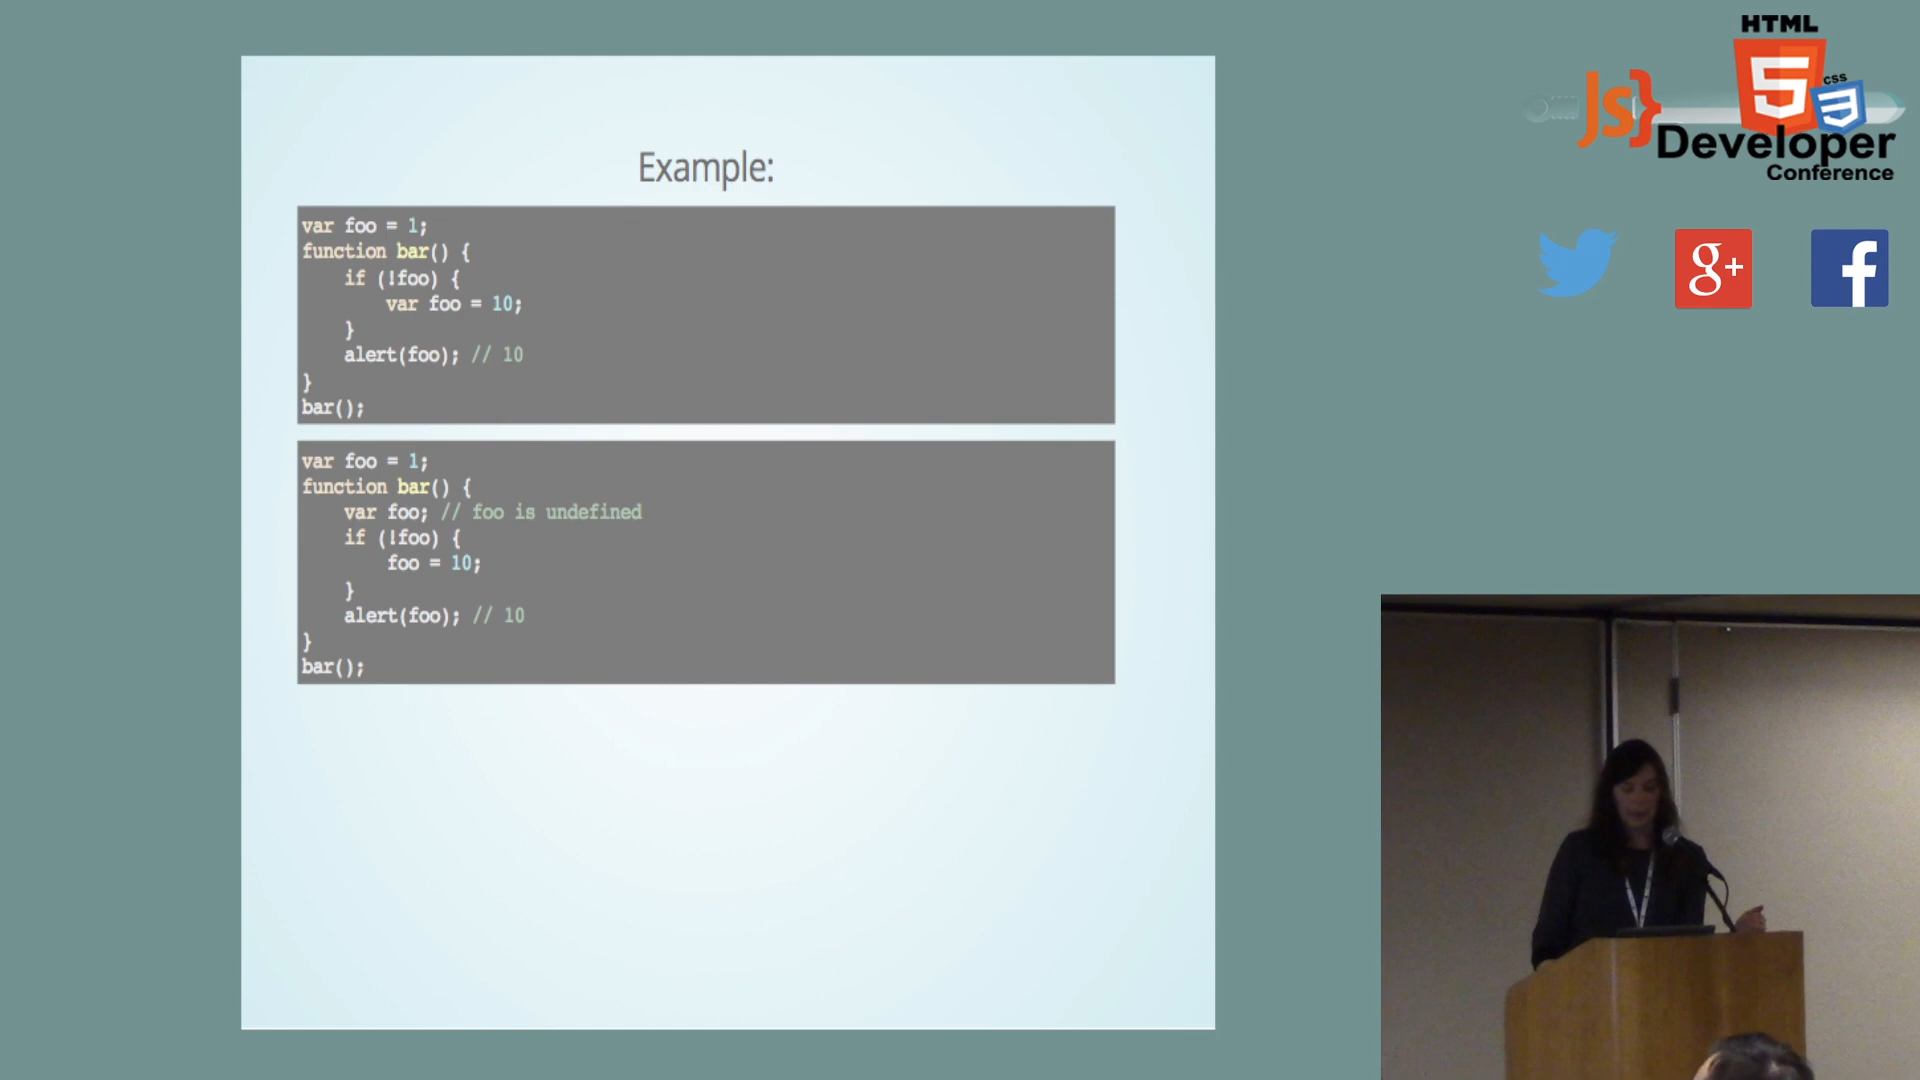 Example:
var foo = 1;
function bar() {
    if (!foo) {
        var foo = 10;
    }
    alert(foo); // 10
}
bar();
var foo = 1;
function bar() {
    var foo; // foo is undefined
    if (!foo) {
        foo = 10;
    }
    alert(foo); // 10
}
bar();
HTML
5
CSS
3
JS}
Developer
Conference
g+
f